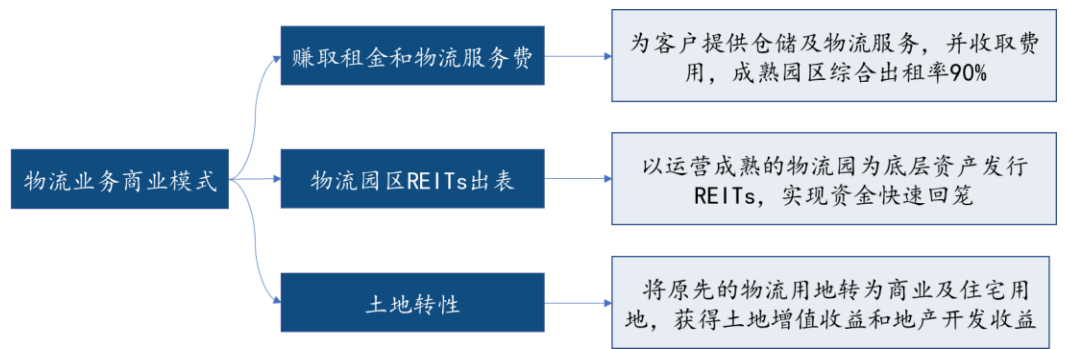 物流业务商业模式
赚取租金和物流服务费
为客户提供仓储及物流服务，并收取费
用，成熟园区综合出租率90%
物流园区REITs出表
以运营成熟的物流园为底层资产发行
REITs，实现资金快速回笼
土地转性
将原先的物流用地转为商业及住宅用
地，获得土地增值收益和地产开发收益